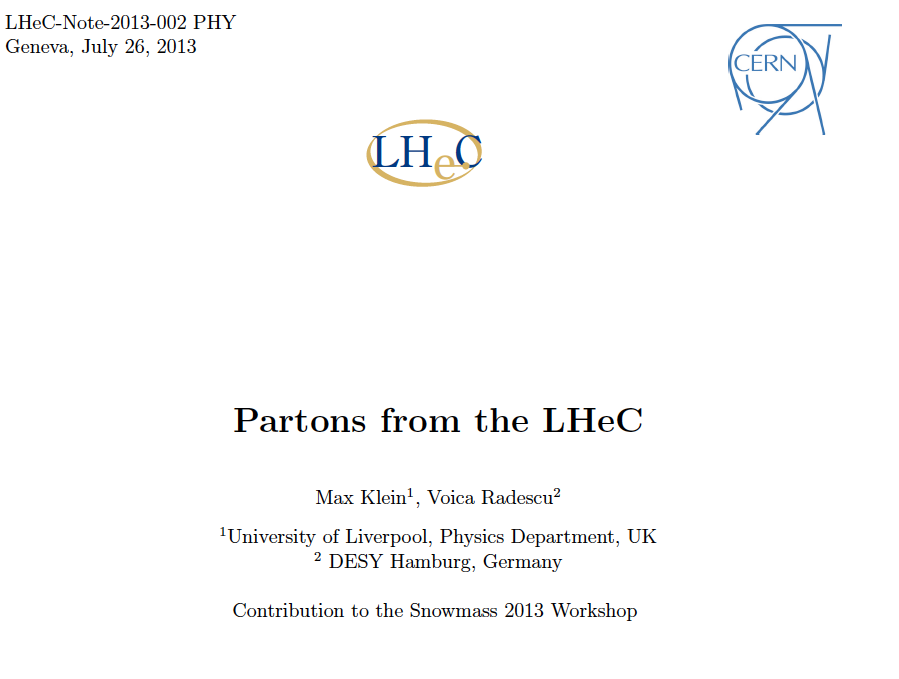 LHeC-Note-2013-002 PHY
Geneva, July 26, 2013
CERN
LHeC
Partons from the LHeC
Max Klein¹, Voica Radescu²
¹University of Liverpool, Physics Department, UK
² DESY Hamburg, Germany
Contribution to the Snowmass 2013 Workshop